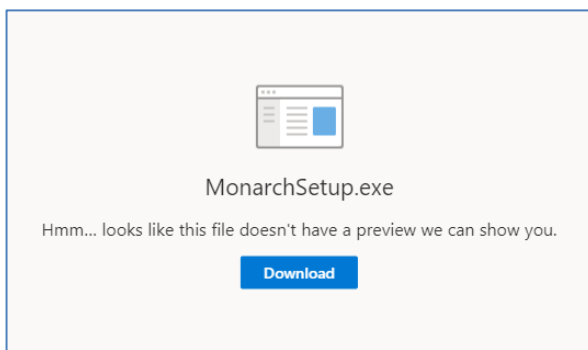 MonarchSetup.exe
Hmm... looks like this file doesn't have a preview we can show you.
Download